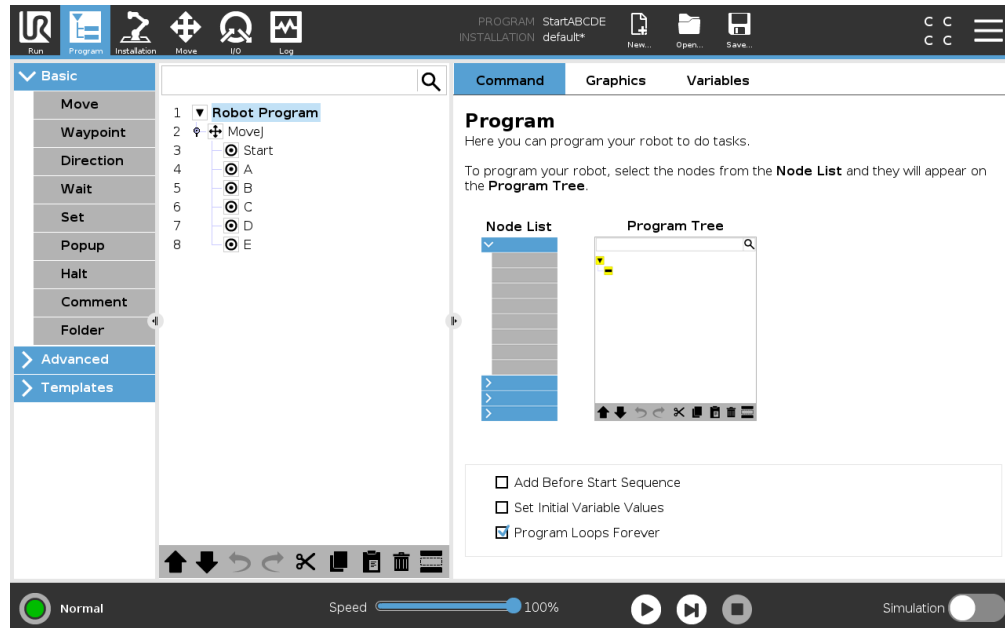 PROGRAM StartABCDE
INSTALLATION default*
UR
Run
Program
Installation
Move
I/O
Log
New...
Open...
Save...
C C
C C
Basic
Move
Waypoint
Direction
Wait
Set
Popup
Halt
Comment
Folder
Advanced
Templates
1 Robot Program
2 MoveJ
3 Start
4 A
5 B
6 C
7 D
8 E
Command Graphics Variables
Program
Here you can program your robot to do tasks.
To program your robot, select the nodes from the Node List and they will appear on
the Program Tree.
Node List Program Tree
Add Before Start Sequence
Set Initial Variable Values
Program Loops Forever
Normal
Speed 100%
Simulation